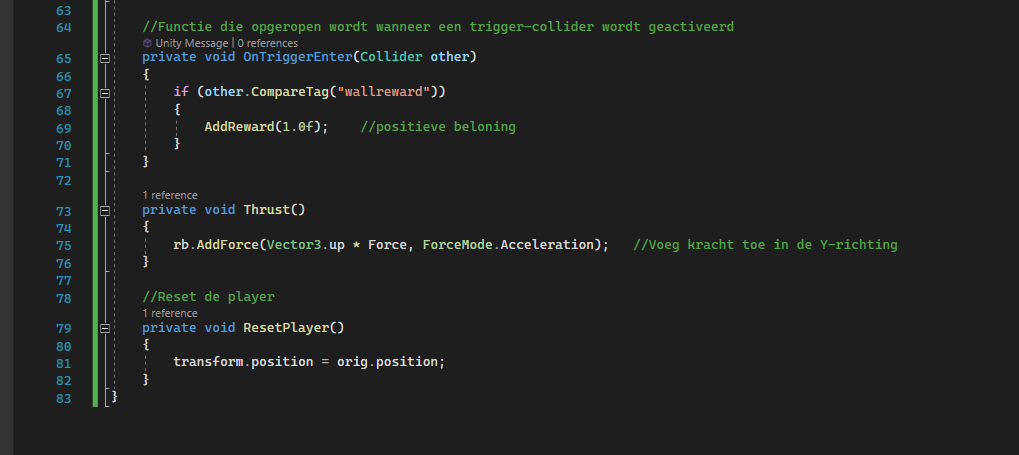 63
64 //Functie die opgeropen wordt wanneer een trigger-collider wordt geactiveerd
Unity Message | 0 references
65 private void OnTriggerEnter(Collider other)
66 {
67 if (other.CompareTag("wallreward"))
68 {
69 AddReward(1.0f); //positieve beloning
70 }
71 }
72
1 reference
73 private void Thrust()
74 {
75 rb.AddForce(Vector3.up * Force, ForceMode.Acceleration); //Voeg kracht toe in de Y-richting
76 }
77
78 //Reset de player
1 reference
79 private void ResetPlayer()
80 {
81 transform.position = orig.position;
82 }
83 }